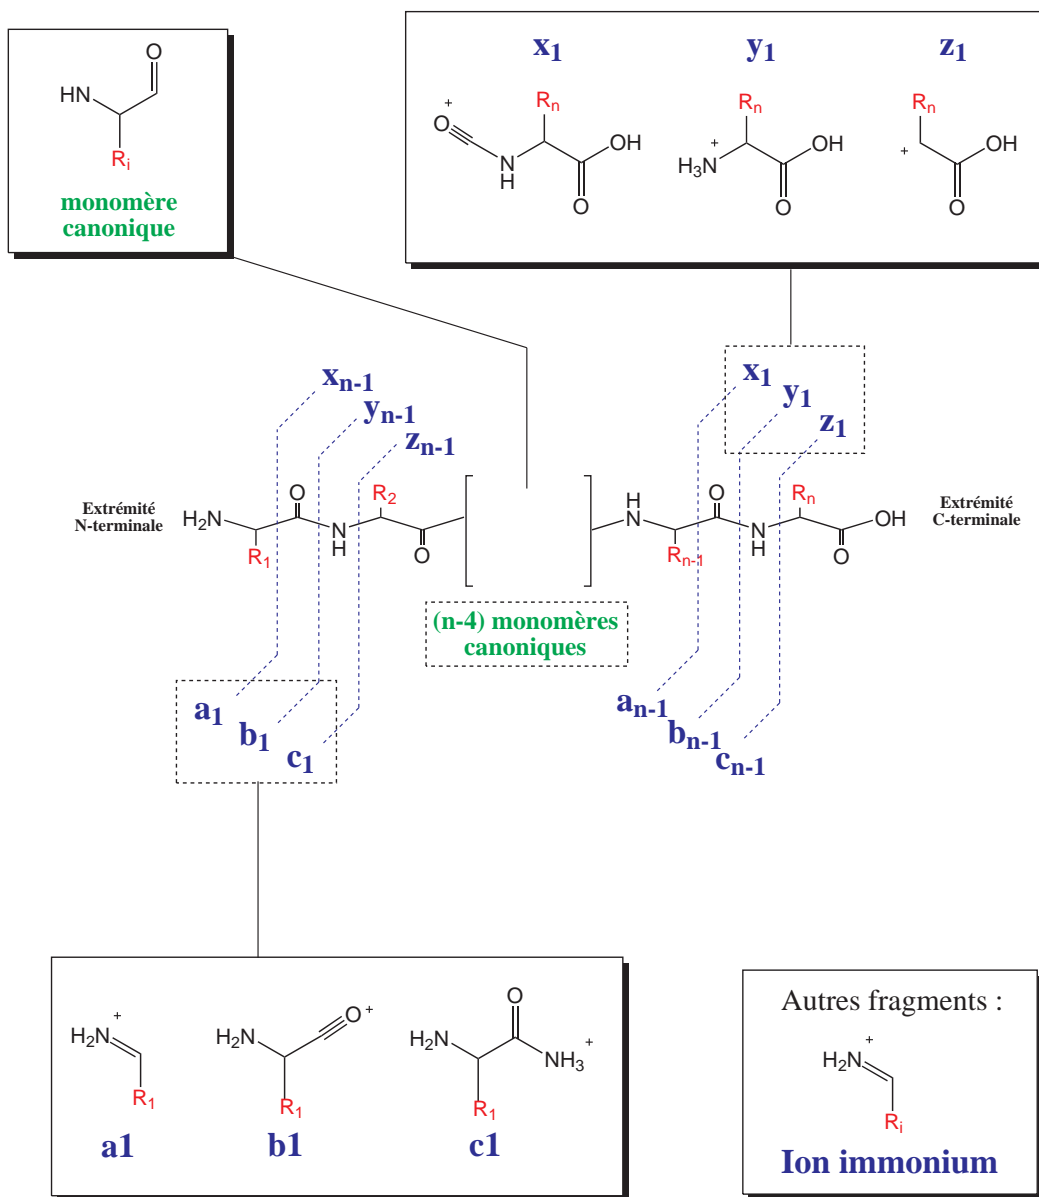 O
HN
Ri
monomère
canonique
x1
y1
z1
Rn
+
O
N
H
OH
O
Rn
+
H3N
OH
O
Rn
+
OH
O
xn-1
yn-1
zn-1
x1
y1
z1
Extrémité
N-terminale
H2N
R1
O
N
H
R2
O
H
N
Rn-1
O
N
H
Rn
O
OH
Extrémité
C-terminale
(n-4) monomères
canoniques
a1
b1
c1
an-1
bn-1
cn-1
+
H2N
R1
a1
H2N
O+
R1
b1
O
H2N
NH3
+
R1
c1
Autres fragments :
+
H2N
Ri
Ion immonium